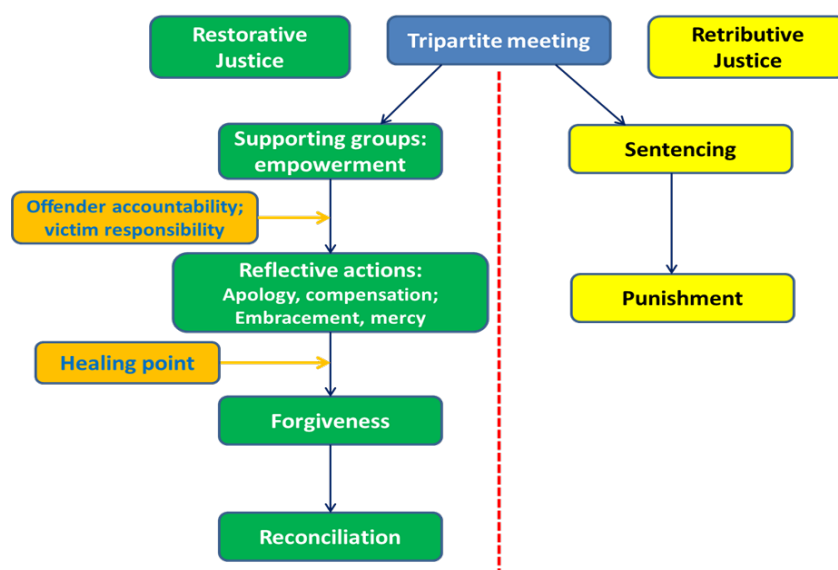 Restorative
Justice
Tripartite meeting
Retributive
Justice
Supporting groups:
empowerment
Sentencing
Offender accountability;
victim responsibility
Reflective actions:
Apology, compensation;
Embracement, mercy
Punishment
Healing point
Forgiveness
Reconciliation